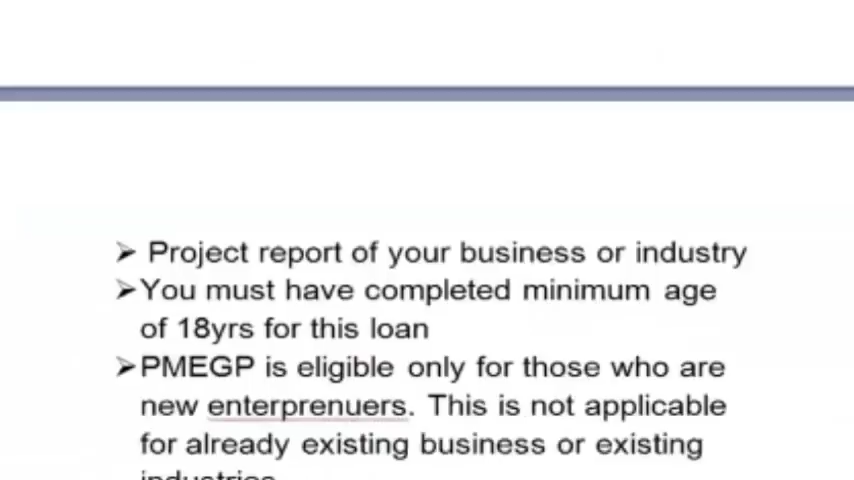 ➢ Project report of your business or industry
➢You must have completed minimum age
of 18yrs for this loan
➢PMEGP is eligible only for those who are
new enterprenuers. This is not applicable
for already existing business or existing
industries